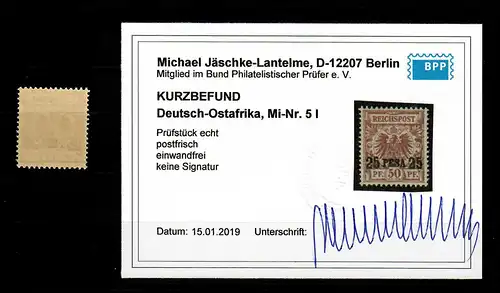 Michael Jäschke-Lantelme, D-12207 Berlin
Mitglied im Bund Philatelistischer Prüfer e. V.
BPP
KURZBEFUND
Deutsch-Ostafrika, Mi-Nr. 5 I
Prüfstück echt
postfrisch
einwandfrei
keine Signatur
REICHSPOST
25 PESA 25
PF. 50 PF.
Datum: 15.01.2019 Unterschrift: